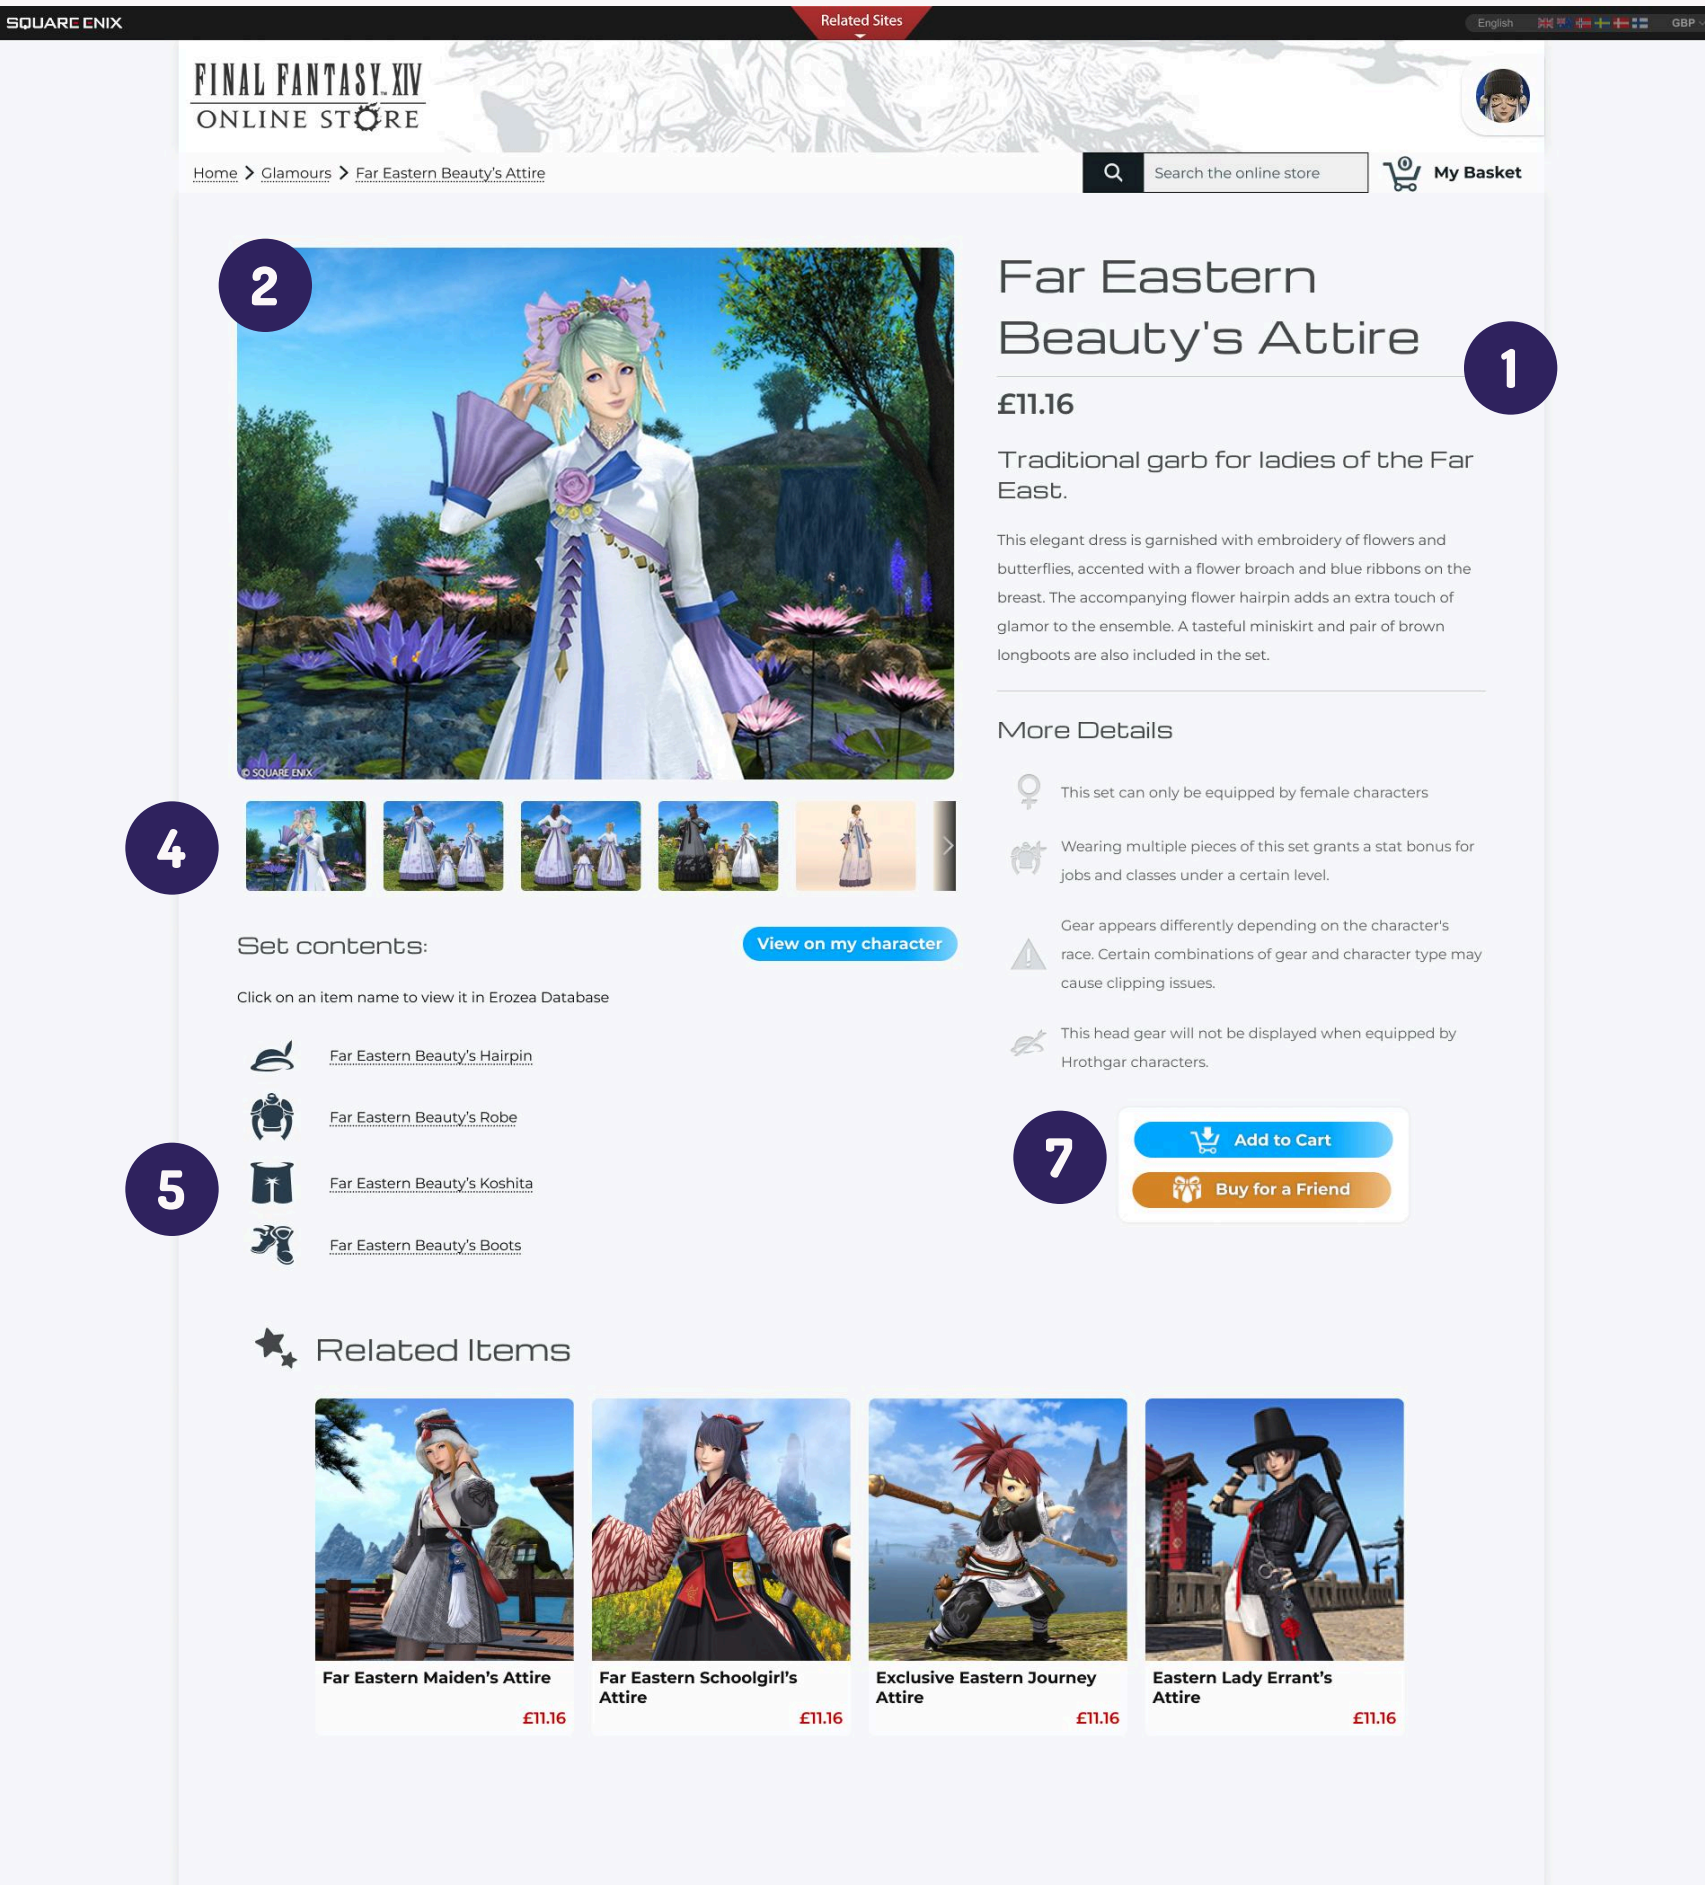 SQUARE ENIX
Related Sites
English
GBP
FINAL FANTASY XIV
ONLINE STORE
Home
Glamours
Far Eastern Beauty's Attire
Search the online store
0
My Basket
2
© SQUARE ENIX
Far Eastern
Beauty's Attire
1
£11.16
Traditional garb for ladies of the Far
East.
This elegant dress is garnished with embroidery of flowers and
butterflies, accented with a flower broach and blue ribbons on the
breast. The accompanying flower hairpin adds an extra touch of
glamor to the ensemble. A tasteful miniskirt and pair of brown
longboots are also included in the set.
More Details
This set can only be equipped by female characters
Wearing multiple pieces of this set grants a stat bonus for
jobs and classes under a certain level.
Gear appears differently depending on the character's
race. Certain combinations of gear and character type may
cause clipping issues.
This head gear will not be displayed when equipped by
Hrothgar characters.
7
Add to Cart
Buy for a Friend
4
Set contents:
View on my character
Click on an item name to view it in Erozea Database
Far Eastern Beauty's Hairpin
Far Eastern Beauty's Robe
5
Far Eastern Beauty's Koshita
Far Eastern Beauty's Boots
Related Items
Far Eastern Maiden's Attire
£11.16
Far Eastern Schoolgirl's
Attire
£11.16
Exclusive Eastern Journey
Attire
£11.16
Eastern Lady Errant's
Attire
£11.16